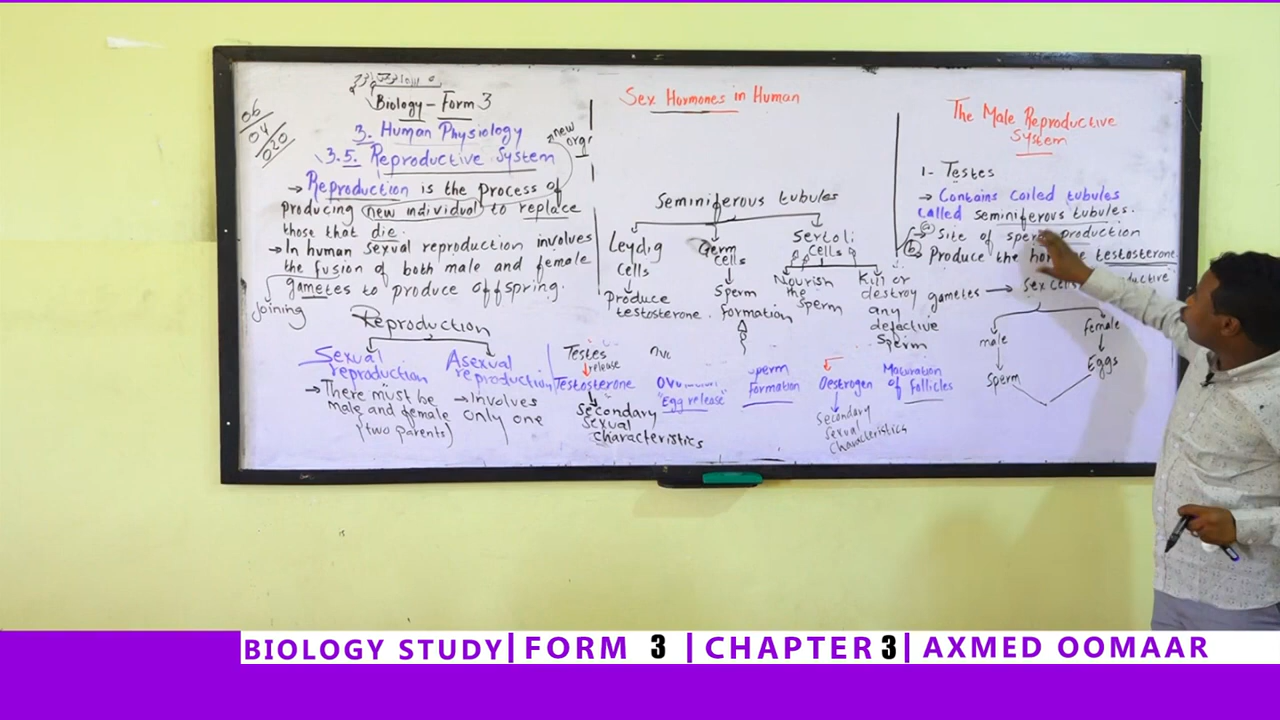 Biology - Form 3
06
04
020
3. Human Physiology
3.5. Reproductive System
new
org
→ Reproduction is the process of
producing new individual to replace
those that die.
→ In human sexual reproduction involves
the fusion of both male and female
gametes to produce offspring.
Joining
Reproduction
Sexual
reproduction
→ There must be
male and female
(two parents)
Asexual
reproduction
→ Involves
only one
Sex Hormones in Human
Seminiferous tubules
Leydig
cells
Produce
testosterone.
Germ
cells
Sperm
formation
Sertoli
cells
Nourish
the
sperm
Kill or
destroy
any
defective
sperm
Testes
release
Testosterone
Secondary
sexual
characteristics
"Egg release"
formation
Oestrogen
Secondary
sexual
characteristics
Maturation
of follicles
The Male Reproductive
System
1- Testes
→ Contains coiled tubules
called seminiferous tubules.
(a) Site of sperm production
(b) Produce the testosterone.
gametes → sex
male
Sperm
female
Eggs
BIOLOGY STUDY| FORM 3 | CHAPTER 3| AXMED OOMAAR